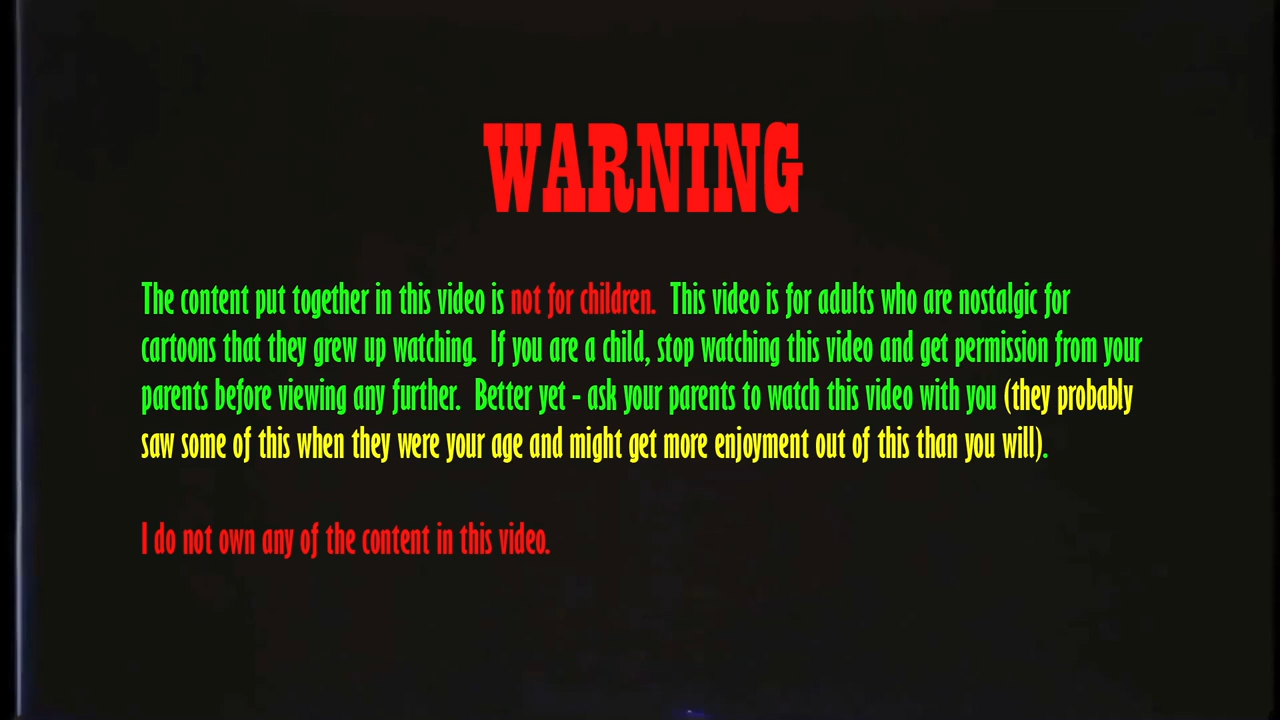 WARNING
The content put together in this video is not for children.  This video is for adults who are nostalgic for
cartoons that they grew up watching.  If you are a child, stop watching this video and get permission from your
parents before viewing any further.  Better yet - ask your parents to watch this video with you (they probably
saw some of this when they were your age and might get more enjoyment out of this than you will).
I do not own any of the content in this video.